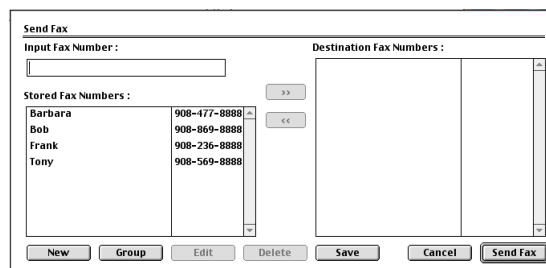 Send Fax
Input Fax Number :
Destination Fax Numbers :
>>
Stored Fax Numbers :
<<
Barbara 908-477-8888
Bob 908-869-8888
Frank 908-236-8888
Tony 908-569-8888
New Group Edit Delete Save Cancel Send Fax